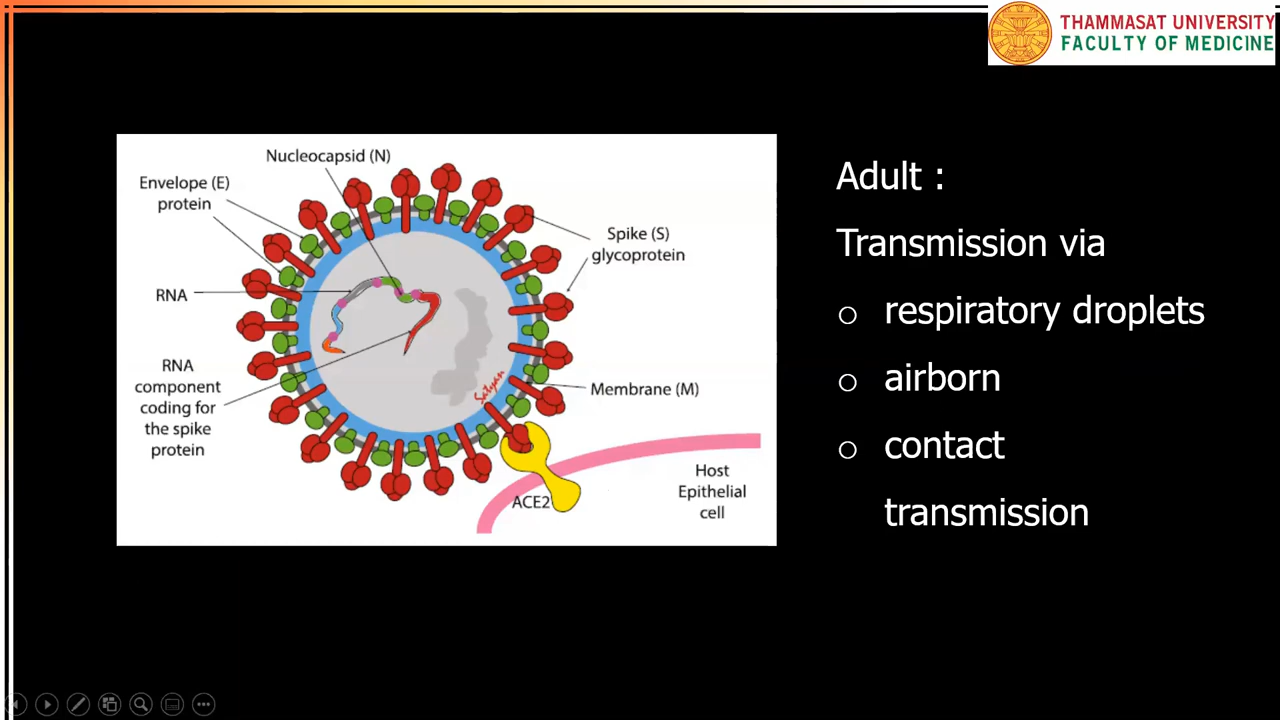 THAMMASAT UNIVERSITY
FACULTY OF MEDICINE
Nucleocapsid (N)
Envelope (E)
protein
Spike (S)
glycoprotein
RNA
RNA
component
coding for
the spike
protein
Satyan
Membrane (M)
ACE2
Host
Epithelial
cell
Adult :
Transmission via
o respiratory droplets
o airborn
o contact
transmission